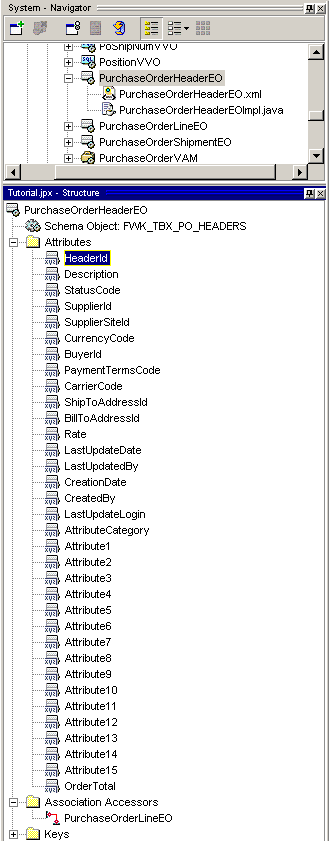 System - Navigator
PoShipNumVVO
PositionVVO
PurchaseOrderHeaderEO
PurchaseOrderHeaderEO.xml
PurchaseOrderHeaderEOImpl.java
PurchaseOrderLineEO
PurchaseOrderShipmentEO
PurchaseOrderVAM
Tutorial.jpx - Structure
PurchaseOrderHeaderEO
Schema Object: FWK_TBX_PO_HEADERS
Attributes
HeaderId
Description
StatusCode
SupplierId
SupplierSiteId
CurrencyCode
BuyerId
PaymentTermsCode
CarrierCode
ShipToAddressId
BillToAddressId
Rate
LastUpdateDate
LastUpdatedBy
CreationDate
CreatedBy
LastUpdateLogin
AttributeCategory
Attribute1
Attribute2
Attribute3
Attribute4
Attribute5
Attribute6
Attribute7
Attribute8
Attribute9
Attribute10
Attribute11
Attribute12
Attribute13
Attribute14
Attribute15
OrderTotal
Association Accessors
PurchaseOrderLineEO
Keys